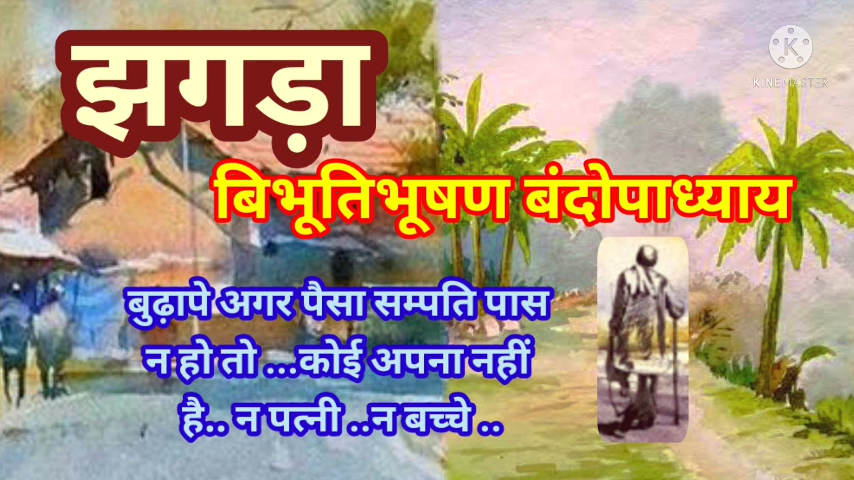 झगड़ा
KINEMASTER
बिभूतिभूषण बंदोपाध्याय
बुढ़ापे अगर पैसा सम्पति पास
न हो तो ...कोई अपना नहीं
है.. न पत्नी ..न बच्चे ..